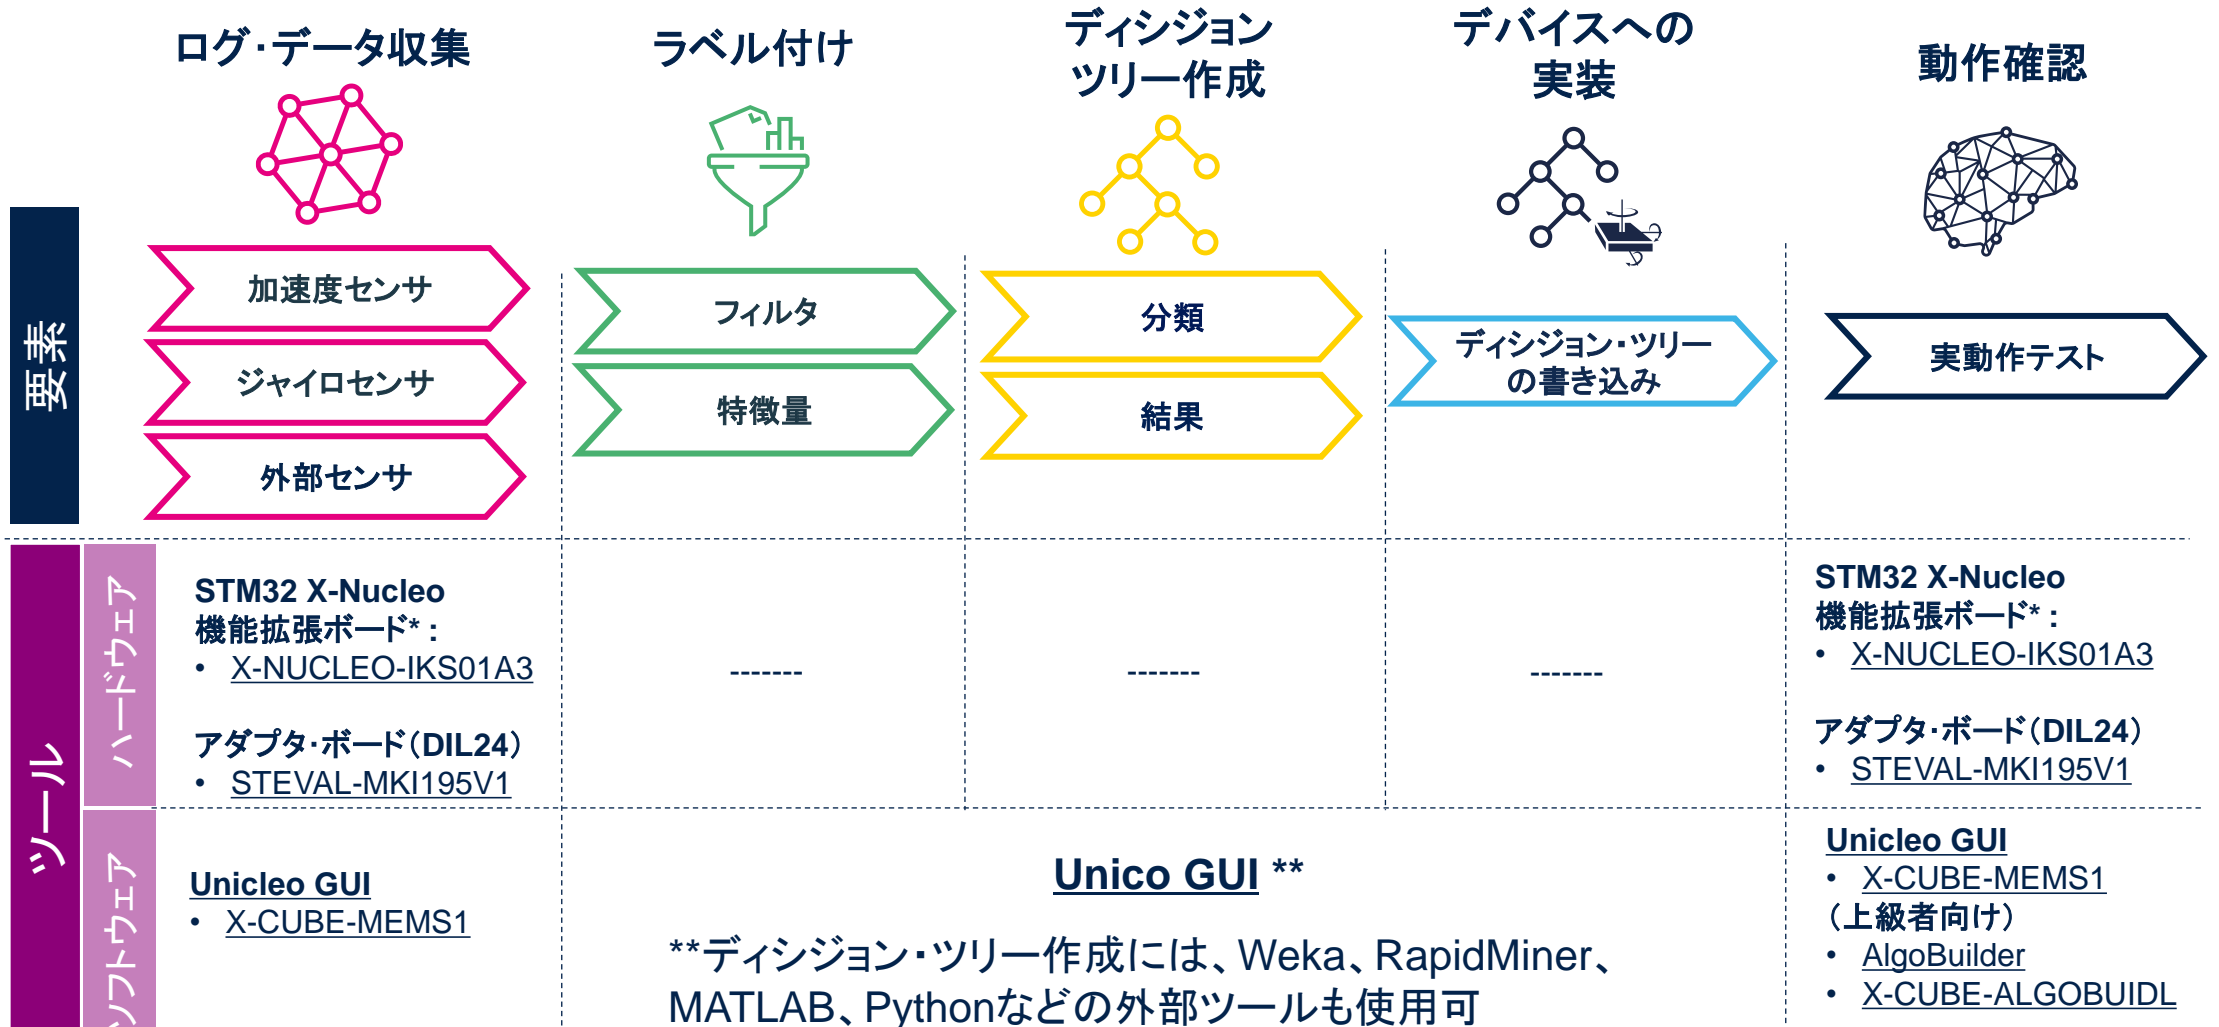 ログ・データ収集
ラベル付け
ディシジョン
ツリー作成
デバイスへの
実装
動作確認
要素
加速度センサ
ジャイロセンサ
外部センサ
フィルタ
特徴量
分類
結果
ディシジョン・ツリー
の書き込み
実動作テスト
ツール
ハードウェア
STM32 X-Nucleo
機能拡張ボード* :
• X-NUCLEO-IKS01A3
アダプタ・ボード（DIL24）
• STEVAL-MKI195V1
-------
-------
-------
STM32 X-Nucleo
機能拡張ボード* :
• X-NUCLEO-IKS01A3
アダプタ・ボード（DIL24）
• STEVAL-MKI195V1
ソフトウェア
Unicleo GUI
• X-CUBE-MEMS1
Unico GUI **
**ディシジョン・ツリー作成には、Weka、RapidMiner、
MATLAB、Pythonなどの外部ツールも使用可
Unicleo GUI
• X-CUBE-MEMS1
（上級者向け）
• AlgoBuilder
• X-CUBE-ALGOBUIDL